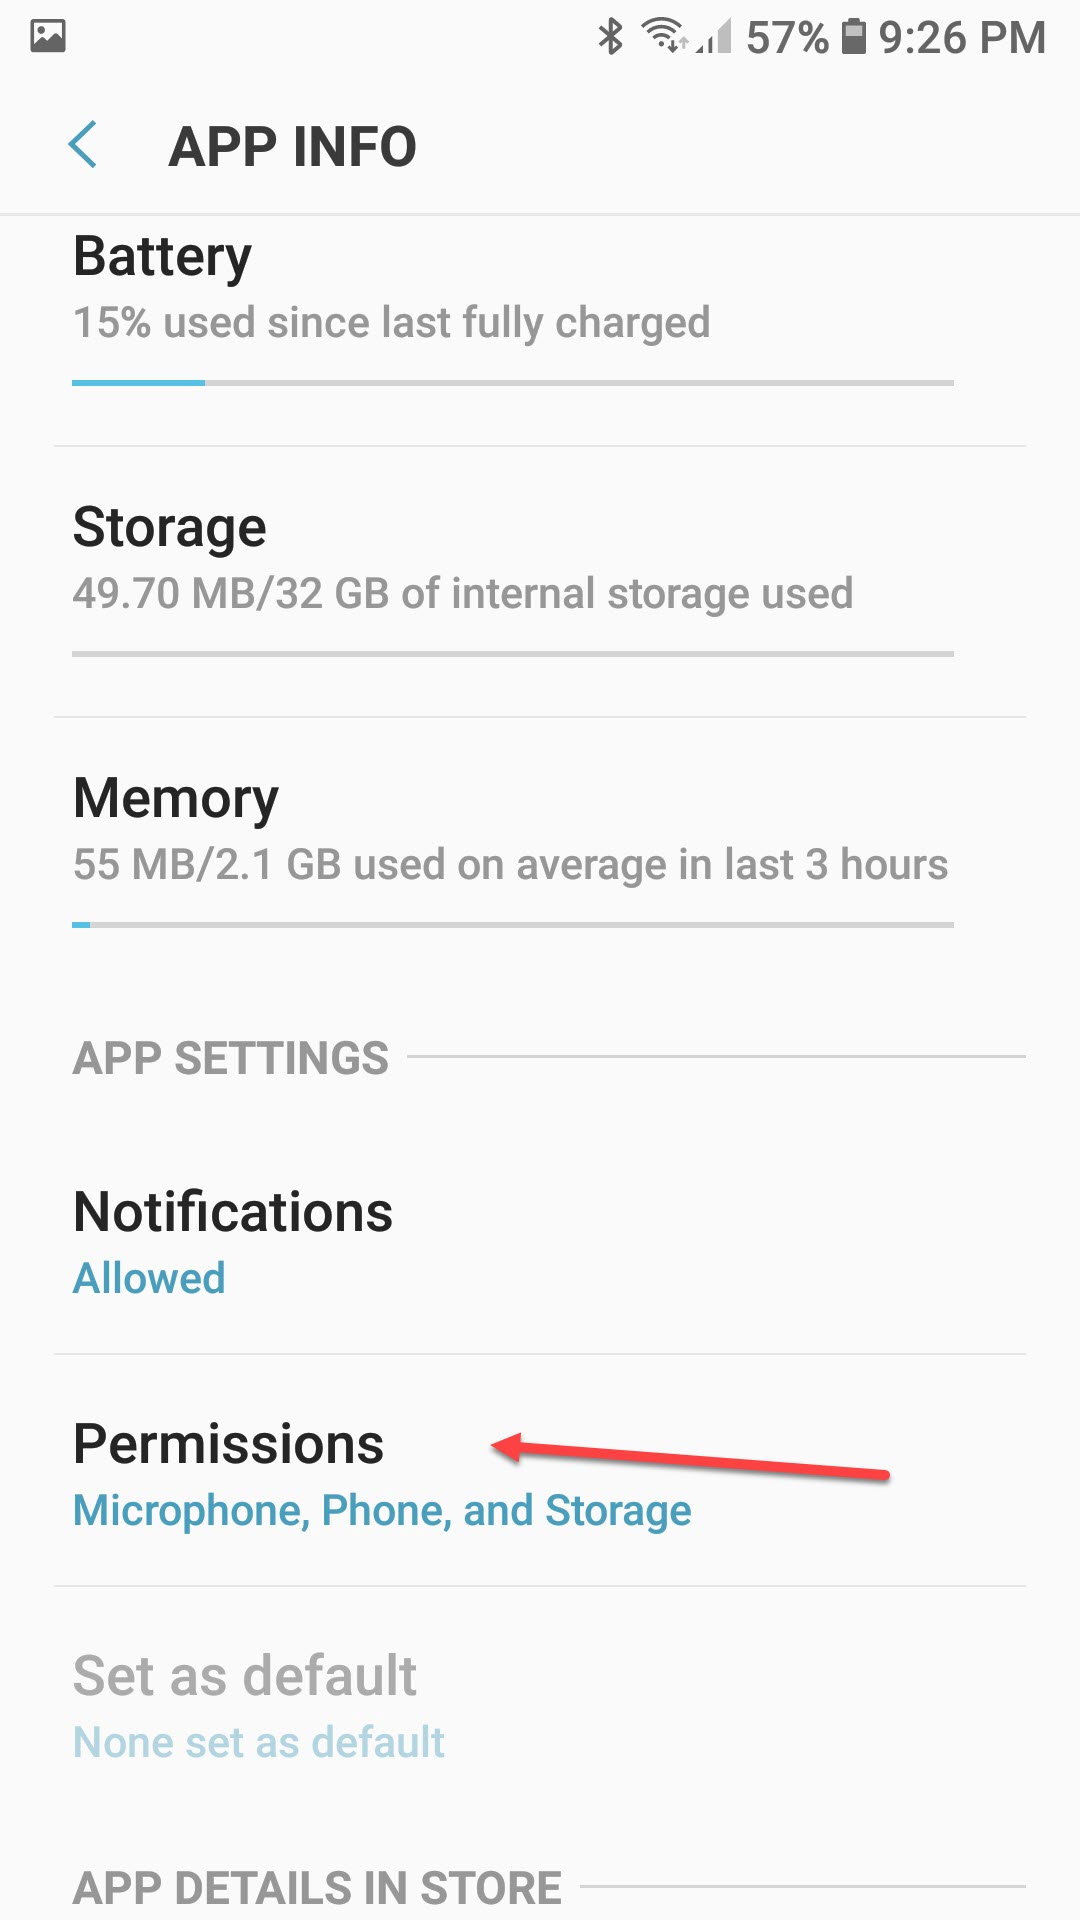 57% 9:26 PM
APP INFO
Battery
15% used since last fully charged
Storage
49.70 MB/32 GB of internal storage used
Memory
55 MB/2.1 GB used on average in last 3 hours
APP SETTINGS
Notifications
Allowed
Permissions
Microphone, Phone, and Storage
Set as default
None set as default
APP DETAILS IN STORE